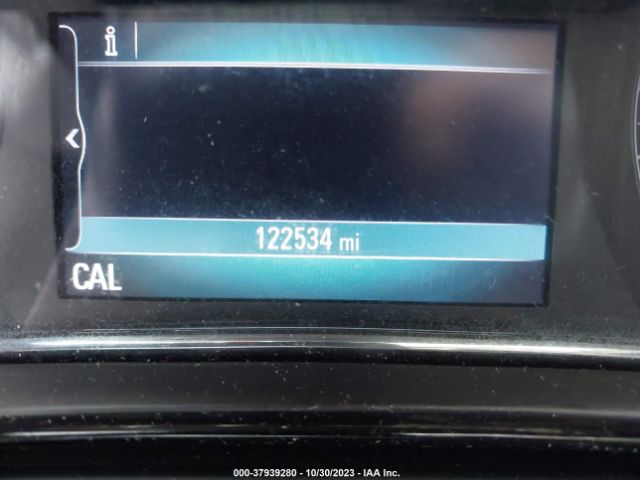 i
122534 mi
CAL
000-37939280 - 10/30/2023 - IAA Inc.